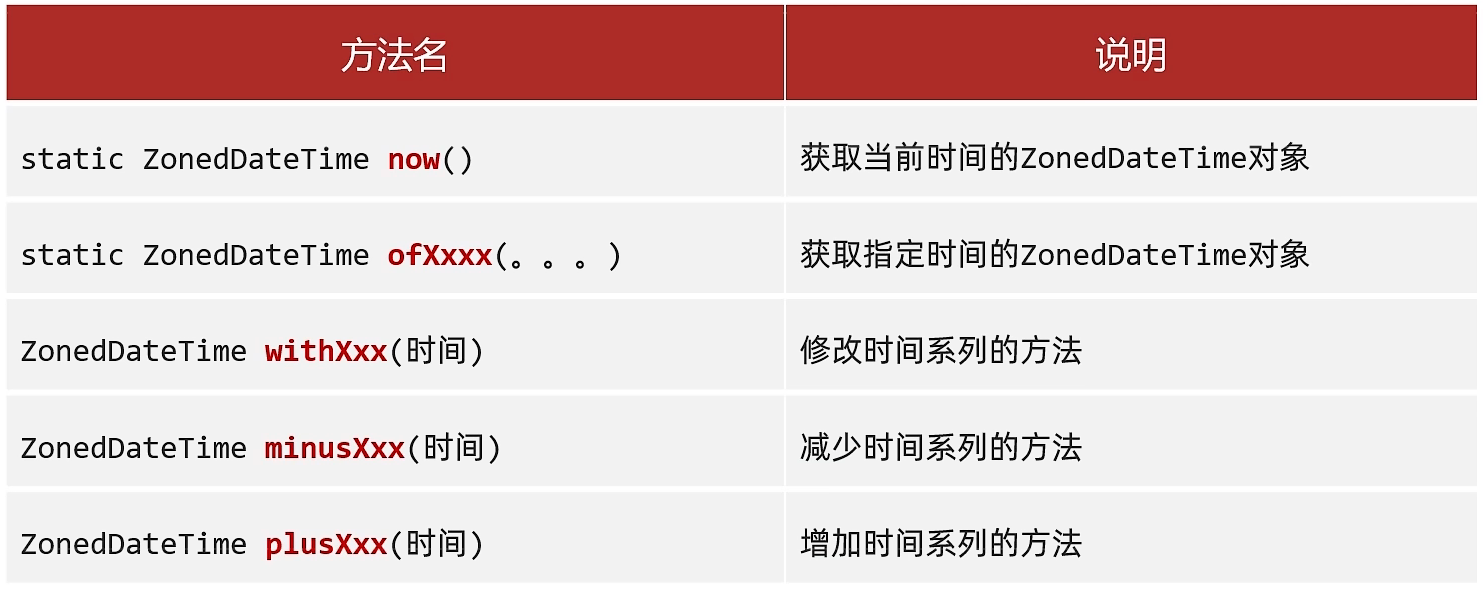 方法名 说明
static ZonedDateTime now() 获取当前时间的ZonedDateTime对象
static ZonedDateTime ofXxxx(。。。) 获取指定时间的ZonedDateTime对象
ZonedDateTime withXxx(时间) 修改时间系列的方法
ZonedDateTime minusXxx(时间) 减少时间系列的方法
ZonedDateTime plusXxx(时间) 增加时间系列的方法